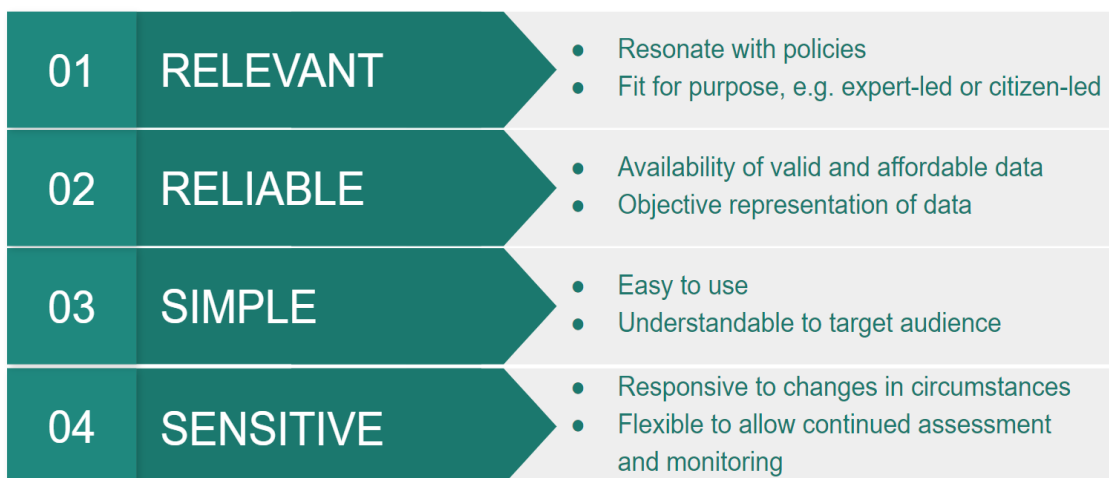 01 RELEVANT
● Resonate with policies
● Fit for purpose, e.g. expert-led or citizen-led
02 RELIABLE
● Availability of valid and affordable data
● Objective representation of data
03 SIMPLE
● Easy to use
● Understandable to target audience
04 SENSITIVE
● Responsive to changes in circumstances
● Flexible to allow continued assessment
and monitoring